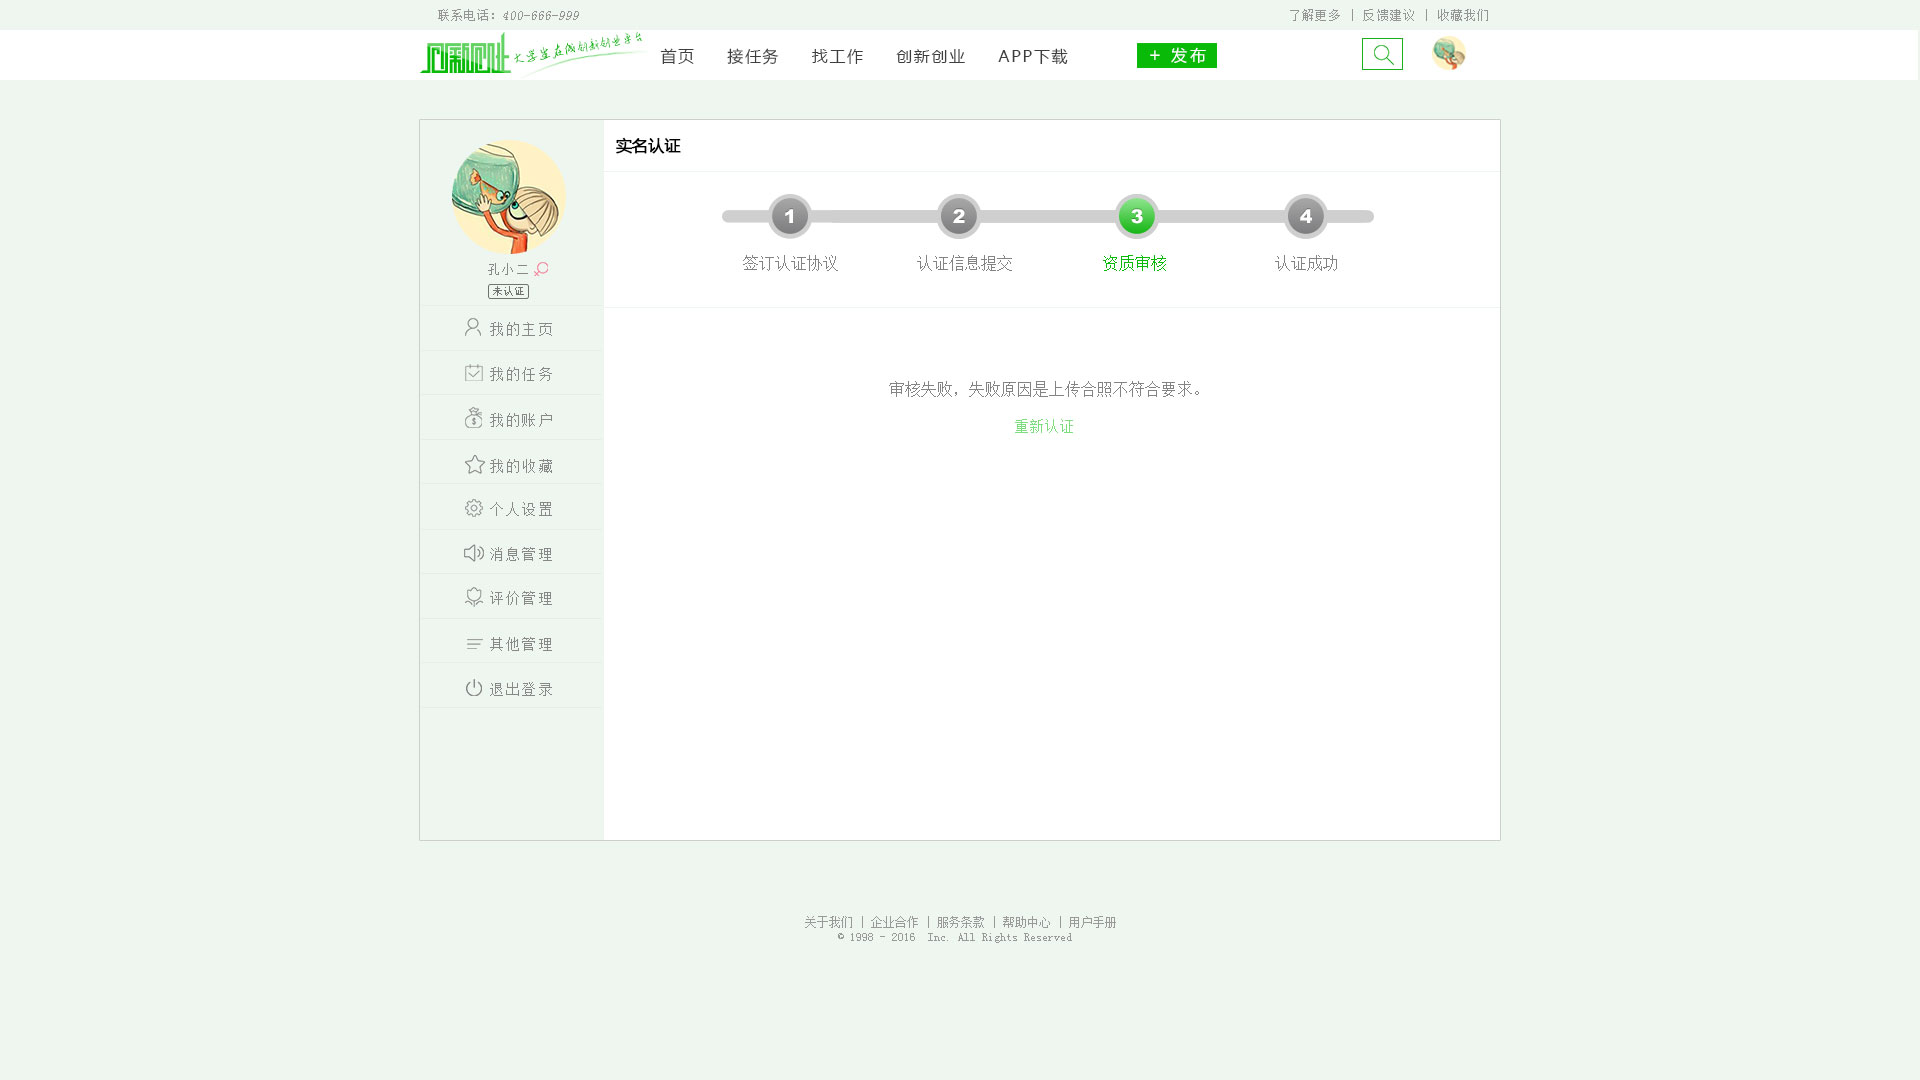 联系电话：400-666-999
了解更多 | 反馈建议 | 收藏我们
大学生在线创新创业平台
首页 接任务 找工作 创新创业 APP下载
+ 发布
实名认证
1 2 3 4
签订认证协议 认证信息提交 资质审核 认证成功
孔小二
未认证
我的主页
我的任务
我的账户
我的收藏
个人设置
消息管理
评价管理
其他管理
退出登录
审核失败，失败原因是上传合照不符合要求。
重新认证
关于我们 | 企业合作 | 服务条款 | 帮助中心 | 用户手册
© 1998 - 2016 Inc. All Rights Reserved